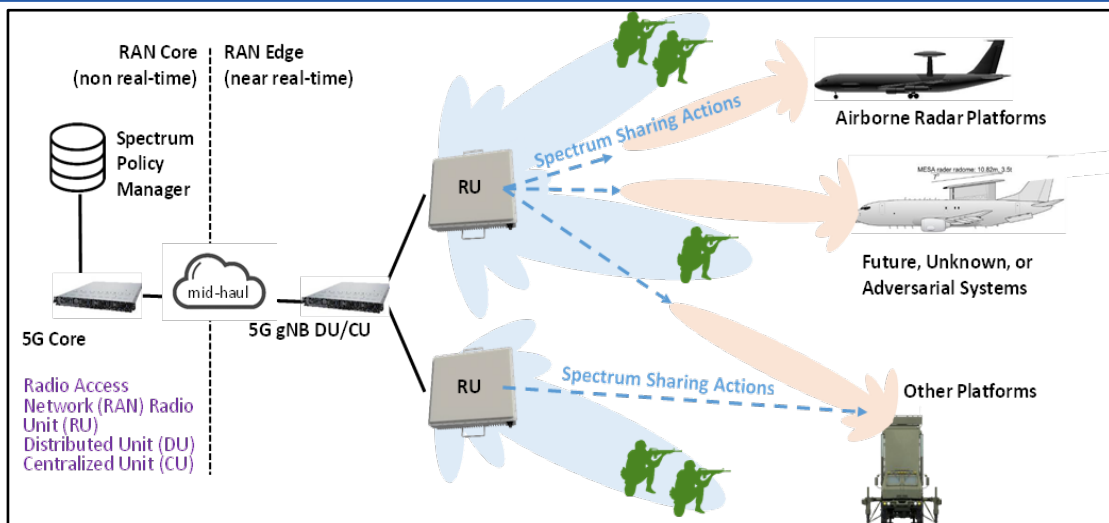 RAN Core
(non real-time)
RAN Edge
(near real-time)
Spectrum
Policy
Manager
mid-haul
5G Core
5G gNB DU/CU
Radio Access
Network (RAN) Radio
Unit (RU)
Distributed Unit (DU)
Centralized Unit (CU)
RU
RU
Spectrum Sharing Actions
Spectrum Sharing Actions
Airborne Radar Platforms
MESA rader radome: 10.82m, 3.5t
Future, Unknown, or
Adversarial Systems
Other Platforms